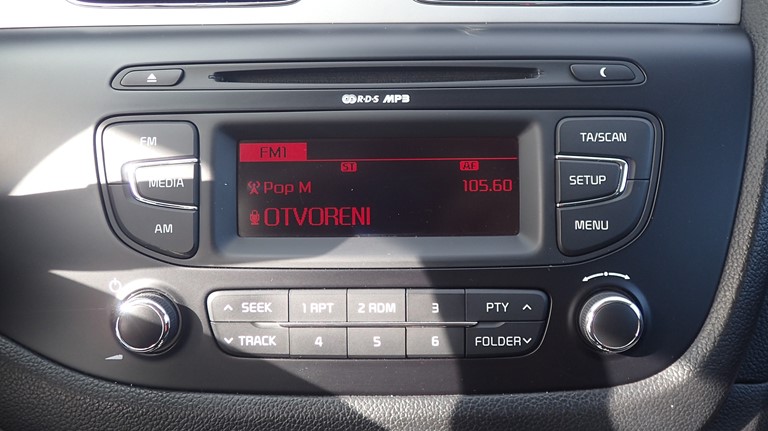 R·D·S MP3
FM
MEDIA
AM
FM1
ST AF
Pop M 105.60
OTVORENI
TA/SCAN
SETUP
MENU
SEEK 1 RPT 2 RDM 3 PTY
TRACK 4 5 6 FOLDER